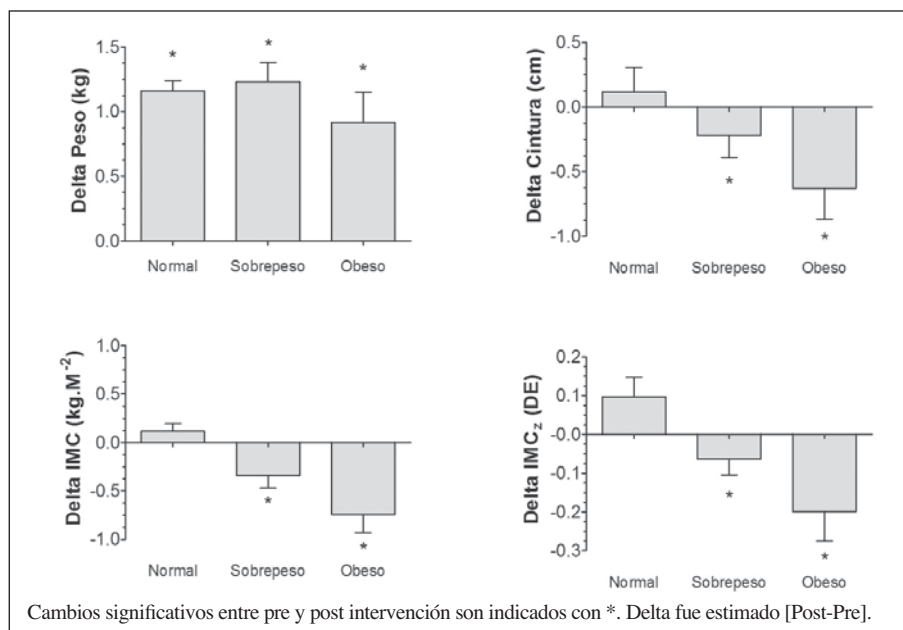 Delta Peso (kg)
1.5
1.0
0.5
0.0
* * *
Normal Sobrepeso Obeso
Delta Cintura (cm)
0.5
0.0
-0.5
-1.0
* *
Normal Sobrepeso Obeso
Delta IMC (kg.M⁻²)
1.0
0.5
0.0
-0.5
-1.0
* *
Normal Sobrepeso Obeso
Delta IMCz (DE)
0.2
0.1
-0.0
-0.1
-0.2
-0.3
* *
Normal Sobrepeso Obeso
Cambios significativos entre pre y post intervención son indicados con *. Delta fue estimado [Post-Pre].